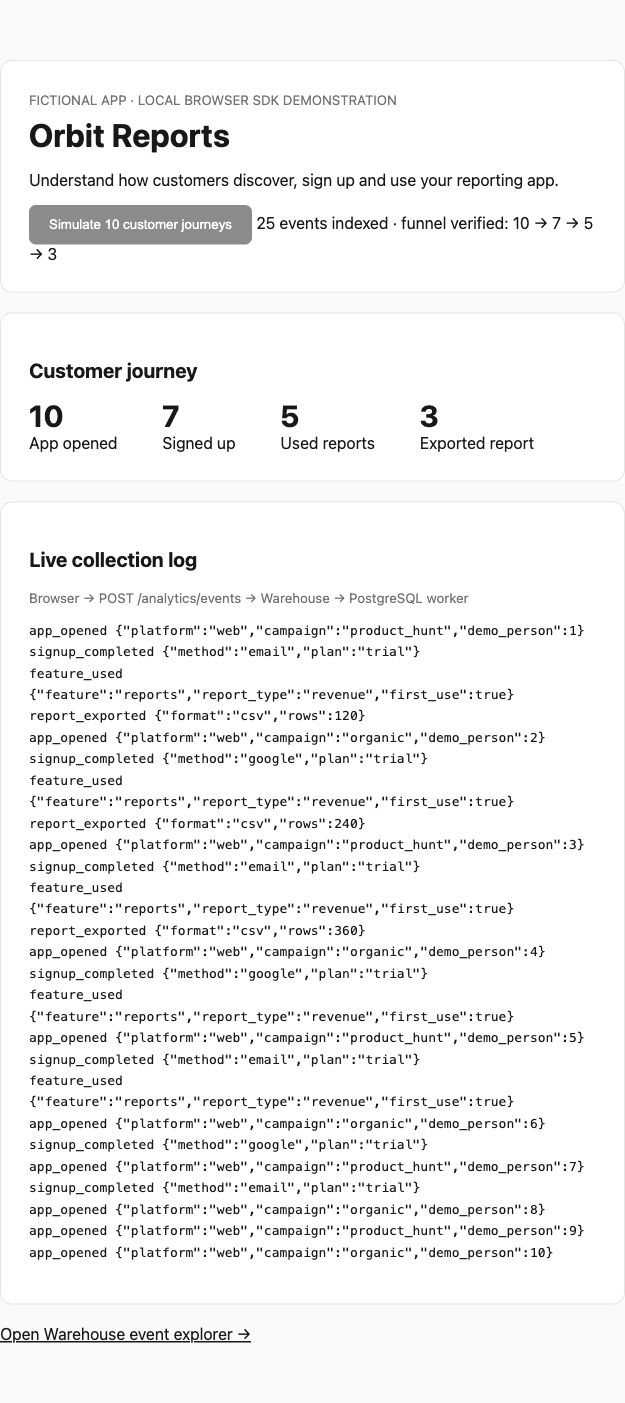 FICTIONAL APP · LOCAL BROWSER SDK DEMONSTRATION
Orbit Reports
Understand how customers discover, sign up and use your reporting app.
Simulate 10 customer journeys 25 events indexed · funnel verified: 10 → 7 → 5
→ 3
Customer journey
10 7 5 3
App opened Signed up Used reports Exported report
Live collection log
Browser → POST /analytics/events → Warehouse → PostgreSQL worker
app_opened {"platform":"web","campaign":"product_hunt","demo_person":1}
signup_completed {"method":"email","plan":"trial"}
feature_used
{"feature":"reports","report_type":"revenue","first_use":true}
report_exported {"format":"csv","rows":120}
app_opened {"platform":"web","campaign":"organic","demo_person":2}
signup_completed {"method":"google","plan":"trial"}
feature_used
{"feature":"reports","report_type":"revenue","first_use":true}
report_exported {"format":"csv","rows":240}
app_opened {"platform":"web","campaign":"product_hunt","demo_person":3}
signup_completed {"method":"email","plan":"trial"}
feature_used
{"feature":"reports","report_type":"revenue","first_use":true}
report_exported {"format":"csv","rows":360}
app_opened {"platform":"web","campaign":"organic","demo_person":4}
signup_completed {"method":"google","plan":"trial"}
feature_used
{"feature":"reports","report_type":"revenue","first_use":true}
app_opened {"platform":"web","campaign":"product_hunt","demo_person":5}
signup_completed {"method":"email","plan":"trial"}
feature_used
{"feature":"reports","report_type":"revenue","first_use":true}
app_opened {"platform":"web","campaign":"organic","demo_person":6}
signup_completed {"method":"google","plan":"trial"}
app_opened {"platform":"web","campaign":"product_hunt","demo_person":7}
signup_completed {"method":"email","plan":"trial"}
app_opened {"platform":"web","campaign":"organic","demo_person":8}
app_opened {"platform":"web","campaign":"product_hunt","demo_person":9}
app_opened {"platform":"web","campaign":"organic","demo_person":10}
Open Warehouse event explorer →